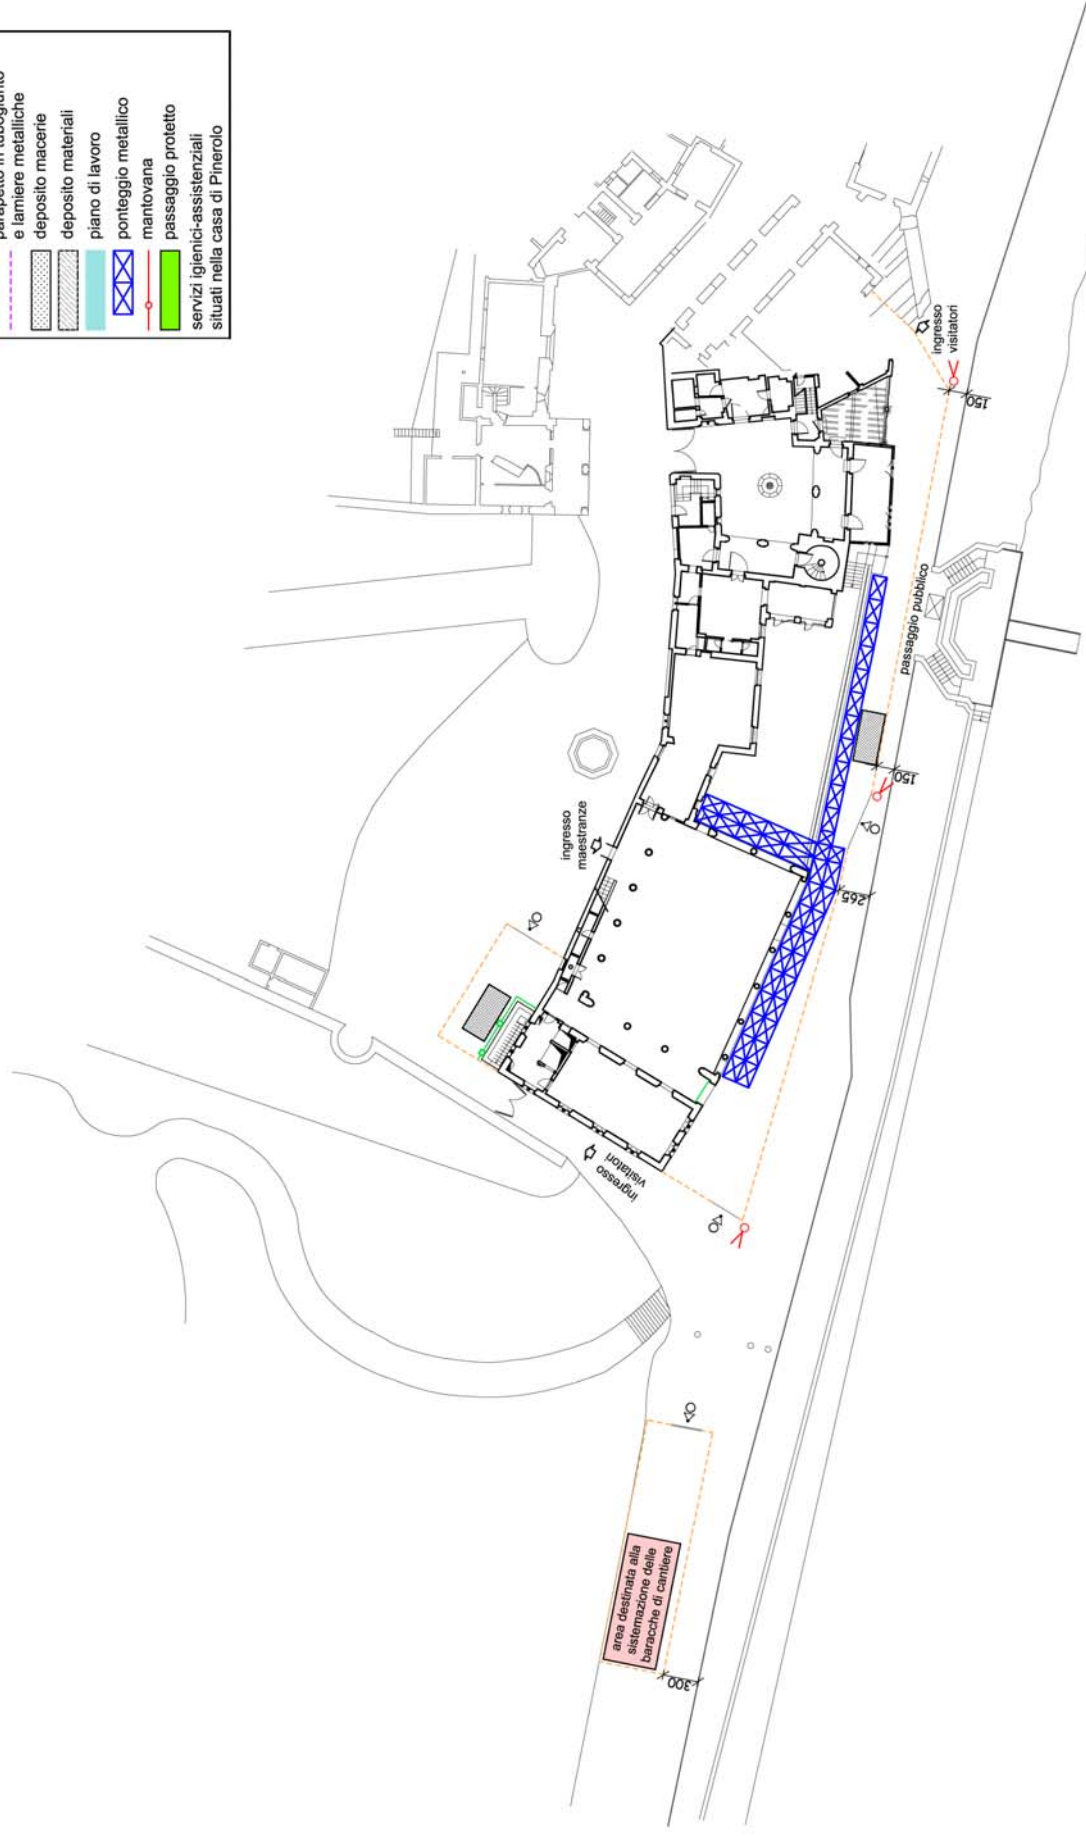 parapetto in tubogiunto
e lamiere metalliche
deposito macerie
deposito materiali
piano di lavoro
ponteggio metallico
mantovana
passaggio protetto
servizi igienici-assistenziali
situati nella casa di Pinerolo
ingresso
visitatori
150
passaggio pubblico
150
ingresso
maestranze
265
ingresso
visitatori
area destinata alla
sistemazione delle
baracche di cantiere
300